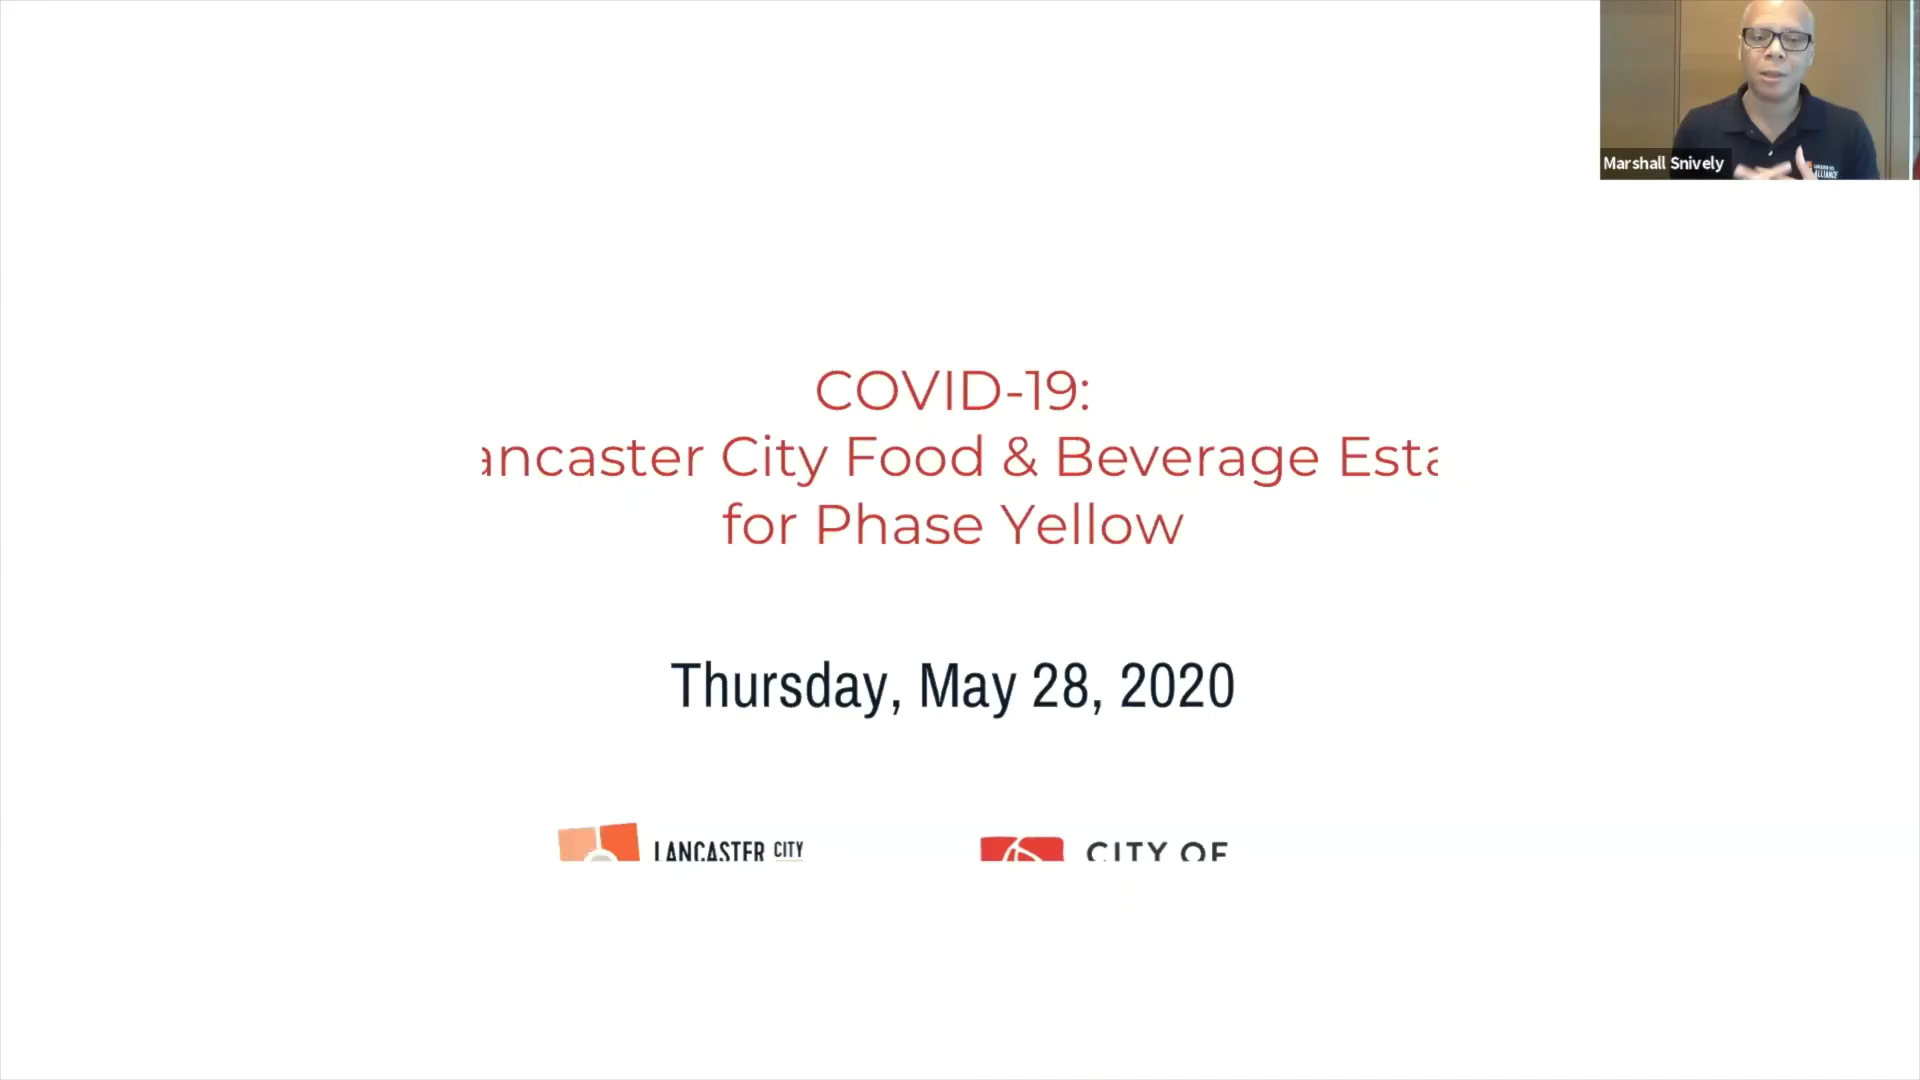 Marshall Snively
ALLIANCE
COVID-19:
ancaster City Food & Beverage Esta
for Phase Yellow
Thursday, May 28, 2020
LANCASTER CITY
CITY OF